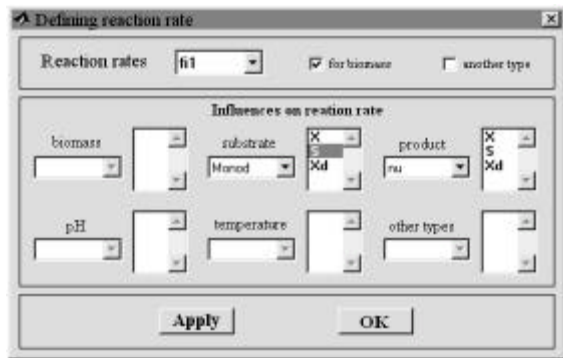 Defining reaction rate
Reaction rates fi1 for biomass another type
Influences on reation rate
biomass
substrate
Monod
X
S
Xd
product
nu
X
S
Xd
pH
temperature
other types
Apply OK